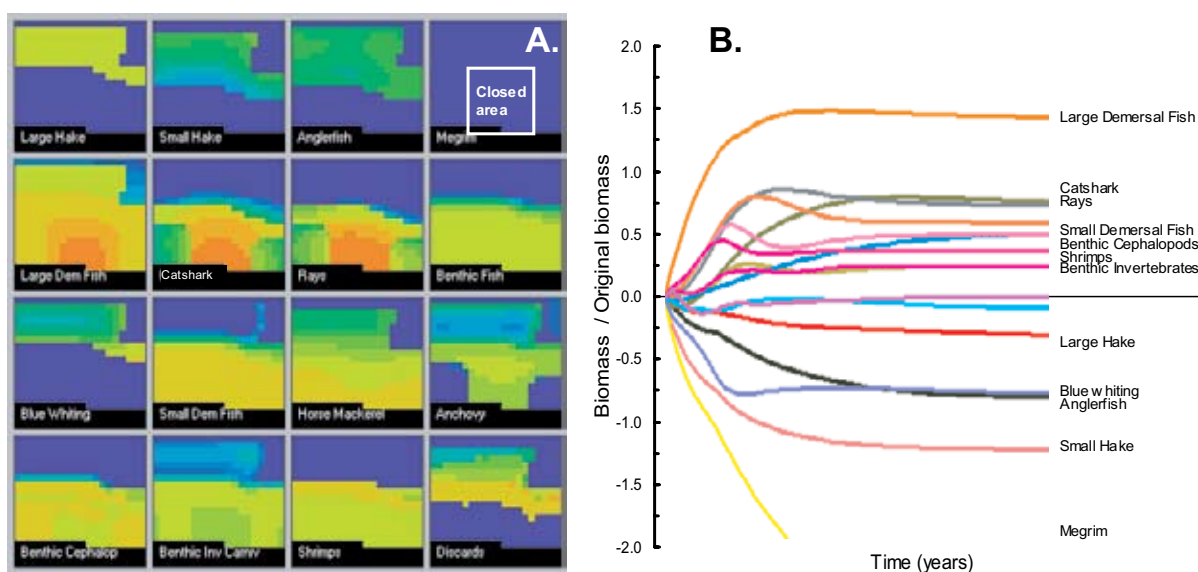 A.
Closed
area
Large Hake
Small Hake
Anglerfish
Megrim
Large Dem Fish
Catshark
Rays
Benthic Fish
Blue Whiting
Small Dem Fish
Horse Mackerel
Anchovy
Benthic Cephalop
Benthic Inv Carniv
Shrimps
Discards
B.
Biomass / Original biomass
2.0
1.5
1.0
0.5
0.0
-0.5
-1.0
-1.5
-2.0
Time (years)
Large Demersal Fish
Catshark
Rays
Small Demersal Fish
Benthic Cephalopods
Shrimps
Benthic Invertebrates
Large Hake
Blue whiting
Anglerfish
Small Hake
Megrim